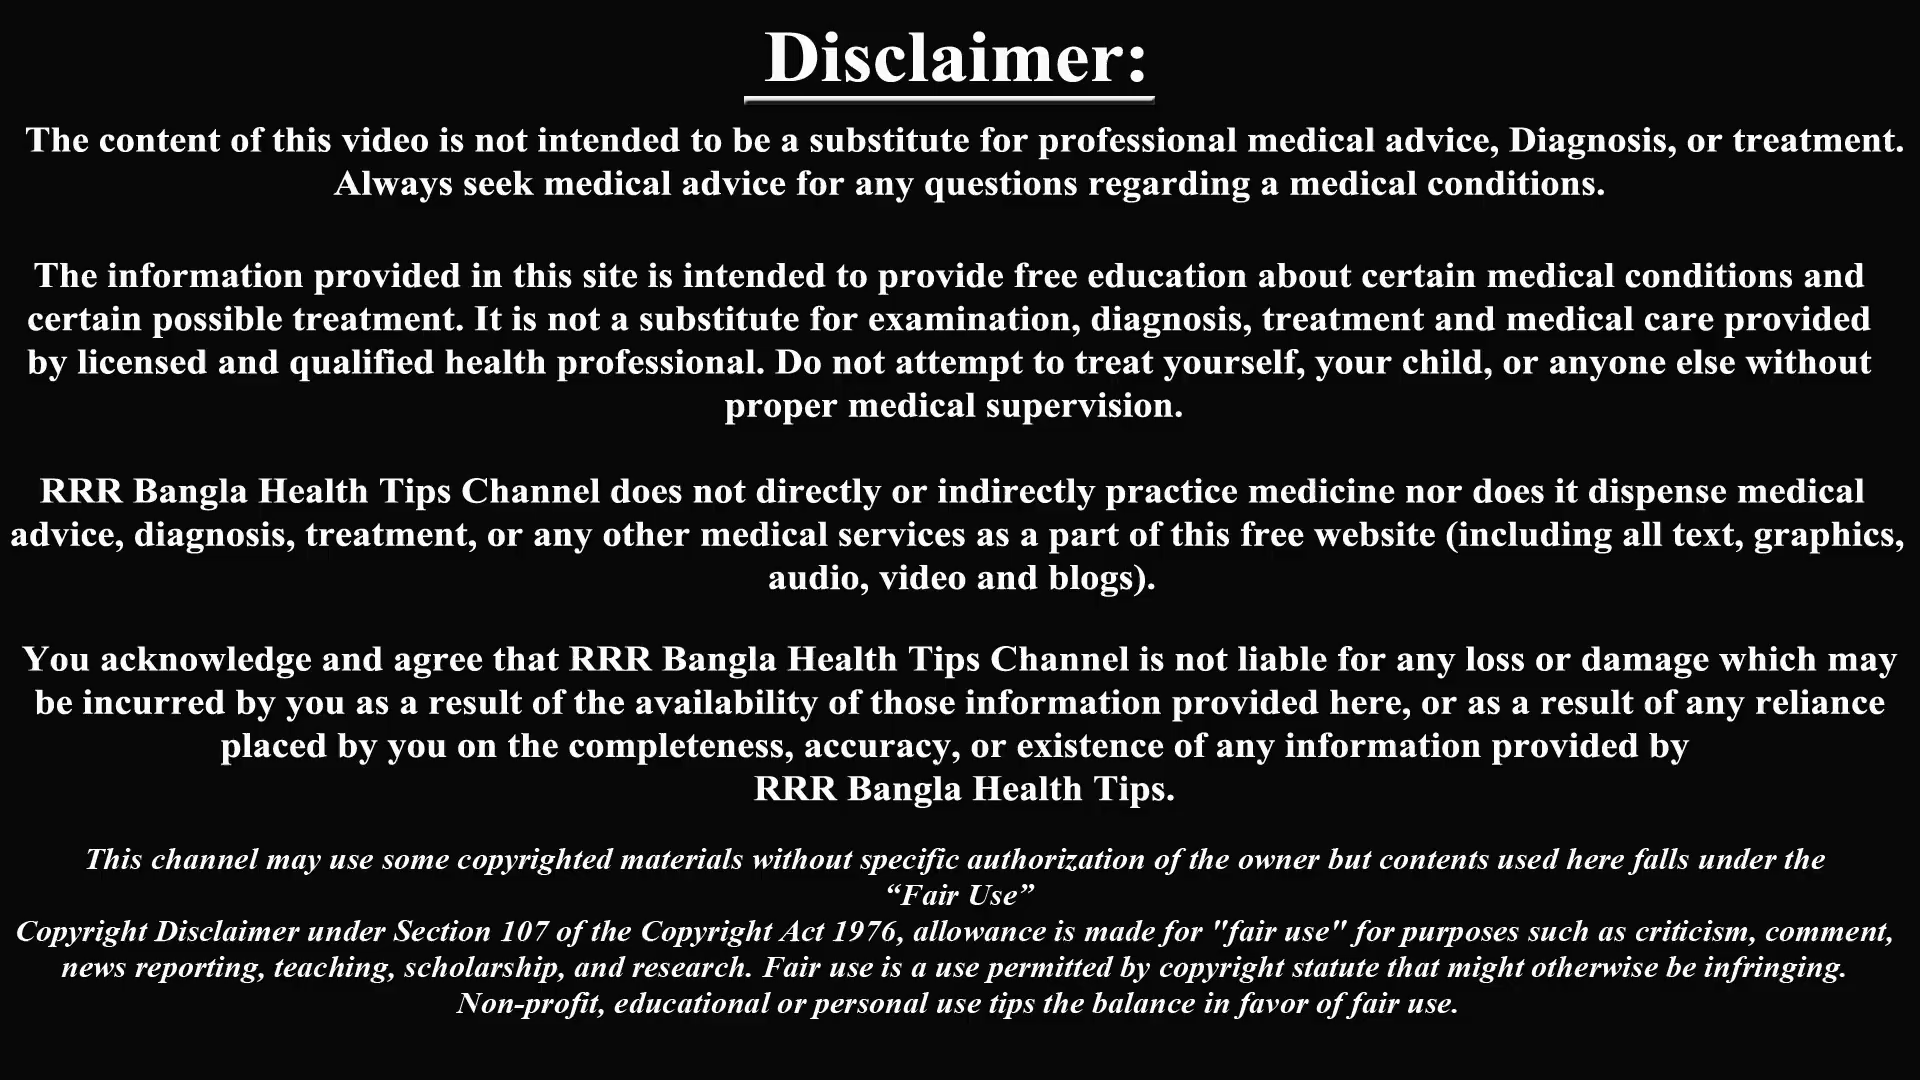 Disclaimer:
The content of this video is not intended to be a substitute for professional medical advice, Diagnosis, or treatment.
Always seek medical advice for any questions regarding a medical conditions.
The information provided in this site is intended to provide free education about certain medical conditions and
certain possible treatment. It is not a substitute for examination, diagnosis, treatment and medical care provided
by licensed and qualified health professional. Do not attempt to treat yourself, your child, or anyone else without
proper medical supervision.
RRR Bangla Health Tips Channel does not directly or indirectly practice medicine nor does it dispense medical
advice, diagnosis, treatment, or any other medical services as a part of this free website (including all text, graphics,
audio, video and blogs).
You acknowledge and agree that RRR Bangla Health Tips Channel is not liable for any loss or damage which may
be incurred by you as a result of the availability of those information provided here, or as a result of any reliance
placed by you on the completeness, accuracy, or existence of any information provided by
RRR Bangla Health Tips.
This channel may use some copyrighted materials without specific authorization of the owner but contents used here falls under the
“Fair Use”
Copyright Disclaimer under Section 107 of the Copyright Act 1976, allowance is made for "fair use" for purposes such as criticism, comment,
news reporting, teaching, scholarship, and research. Fair use is a use permitted by copyright statute that might otherwise be infringing.
Non-profit, educational or personal use tips the balance in favor of fair use.